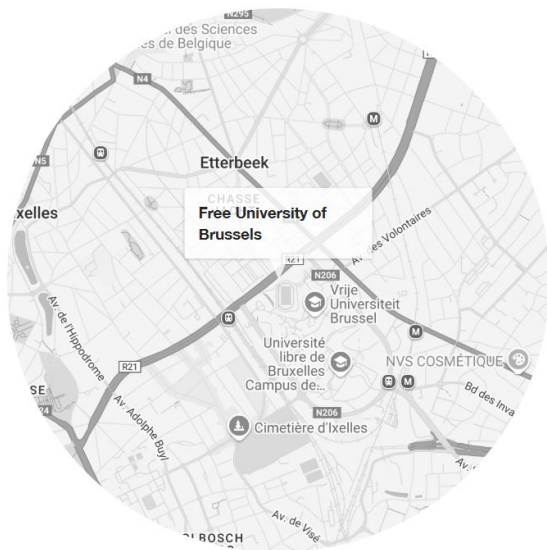 N295
des Sciences
es de Belgique
N4
M
N5
Etterbeek
CHASSE
xelles
Free University of
Brussels
Av. des Volontaires
R21
N206
Vrije
Universiteit
Brussel
M
Université
libre de
Bruxelles
Campus de...
NVS COSMÉTIQUE
Av. de l'Hippodrome
R21
M
SE
Bd des Inva
Av. Adolphe Buyl
N206
Cimetière d'Ixelles
Av.
Av. de Visé
OLBOSCH